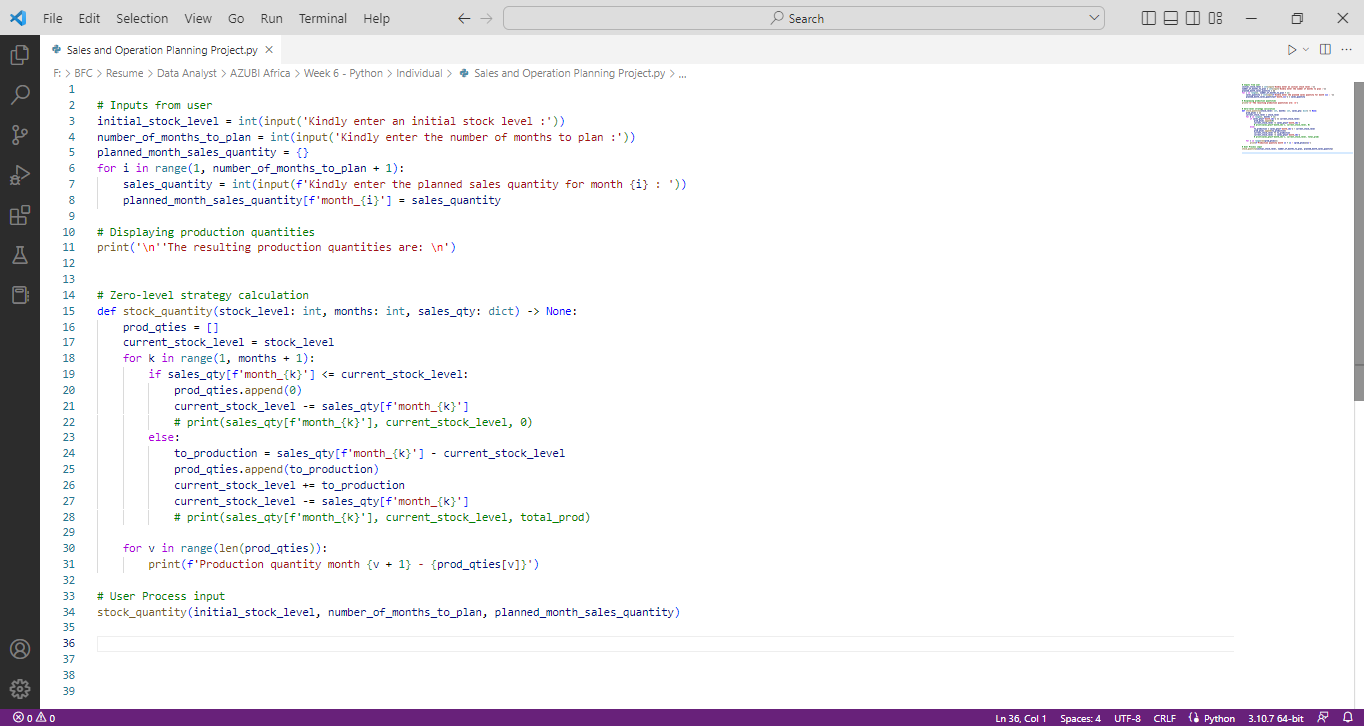 File Edit Selection View Go Run Terminal Help Search
Sales and Operation Planning Project.py
F: > BFC > Resume > Data Analyst > AZUBI Africa > Week 6 - Python > Individual > Sales and Operation Planning Project.py > ...
1
2 # Inputs from user
3 initial_stock_level = int(input('Kindly enter an initial stock level :'))
4 number_of_months_to_plan = int(input('Kindly enter the number of months to plan :'))
5 planned_month_sales_quantity = {}
6 for i in range(1, number_of_months_to_plan + 1):
7     sales_quantity = int(input(f'Kindly enter the planned sales quantity for month {i} : '))
8     planned_month_sales_quantity[f'month_{i}'] = sales_quantity
9
10 # Displaying production quantities
11 print('\n''The resulting production quantities are: \n')
12
13
14 # Zero-level strategy calculation
15 def stock_quantity(stock_level: int, months: int, sales_qty: dict) -> None:
16     prod_qties = []
17     current_stock_level = stock_level
18     for k in range(1, months + 1):
19         if sales_qty[f'month_{k}'] <= current_stock_level:
20             prod_qties.append(0)
21             current_stock_level -= sales_qty[f'month_{k}']
22             # print(sales_qty[f'month_{k}'], current_stock_level, 0)
23         else:
24             to_production = sales_qty[f'month_{k}'] - current_stock_level
25             prod_qties.append(to_production)
26             current_stock_level += to_production
27             current_stock_level -= sales_qty[f'month_{k}']
28             # print(sales_qty[f'month_{k}'], current_stock_level, total_prod)
29
30     for v in range(len(prod_qties)):
31         print(f'Production quantity month {v + 1} - {prod_qties[v]}')
32
33 # User Process input
34 stock_quantity(initial_stock_level, number_of_months_to_plan, planned_month_sales_quantity)
35
36
37
38
39
0 0 Ln 36, Col 1 Spaces: 4 UTF-8 CRLF Python 3.10.7 64-bit